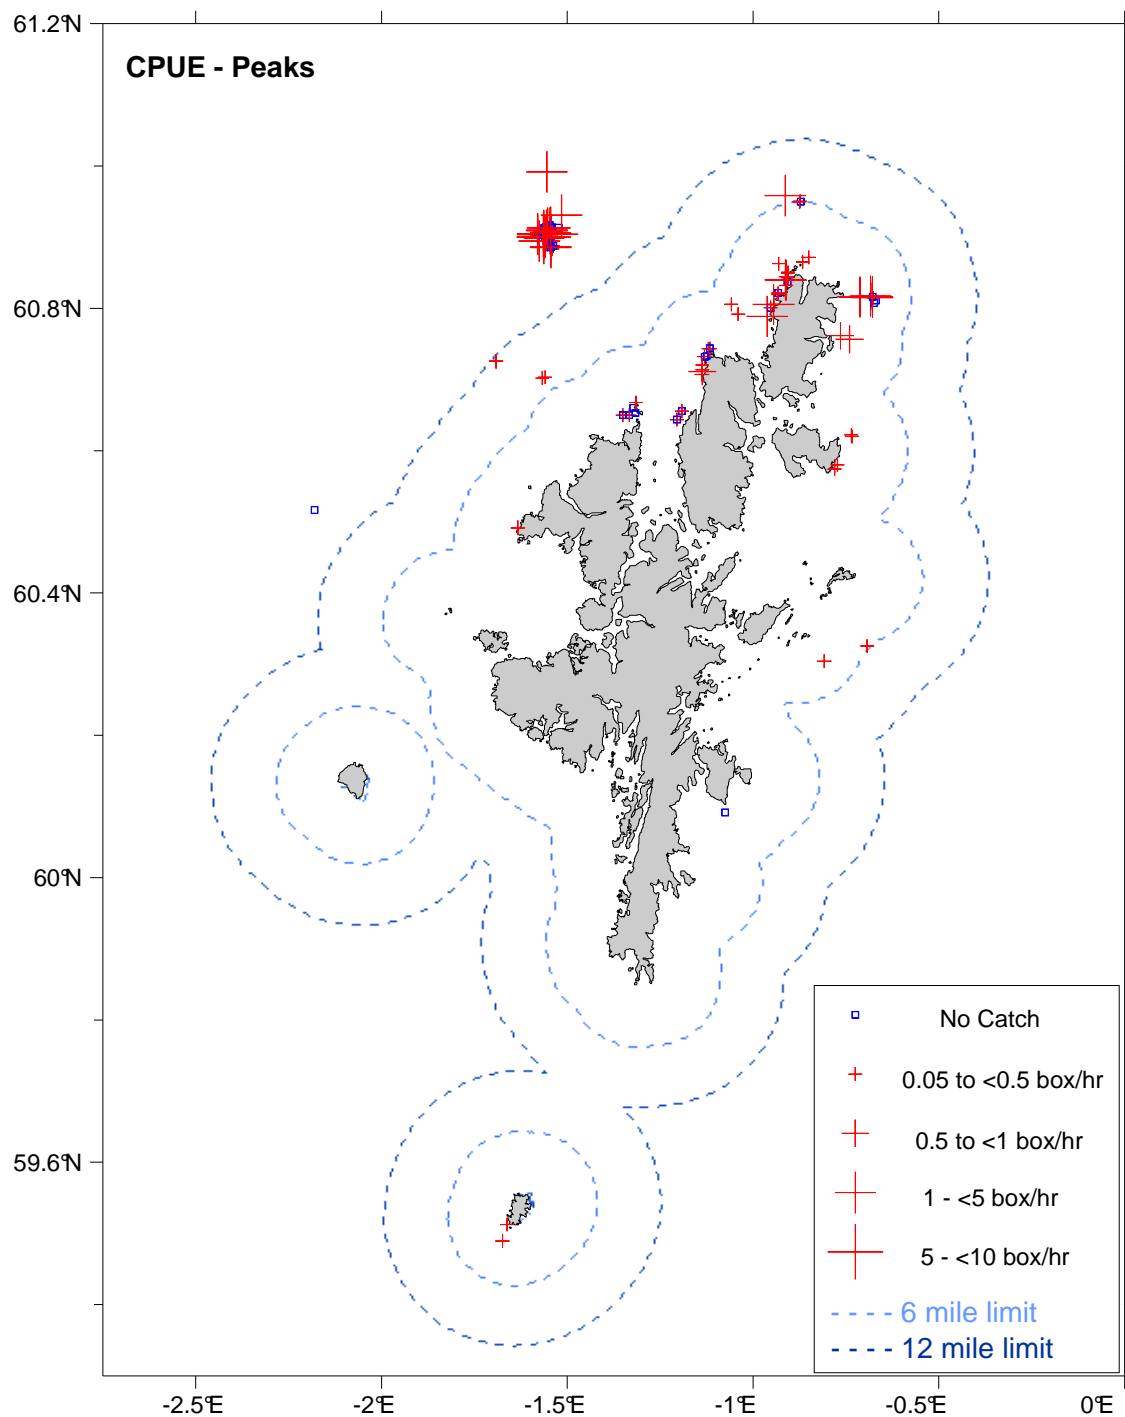 61.2°N
CPUE - Peaks
60.8°N
60.4°N
60°N
59.6°N
No Catch
0.05 to <0.5 box/hr
0.5 to <1 box/hr
1 - <5 box/hr
5 - <10 box/hr
6 mile limit
12 mile limit
-2.5°E -2°E -1.5°E -1°E -0.5°E 0°E